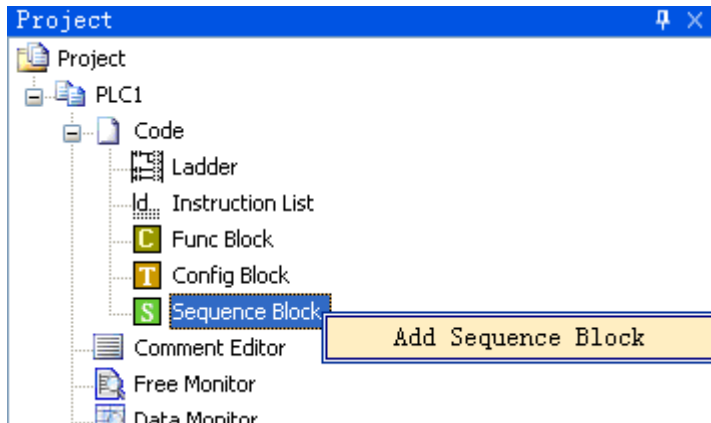 Project
Project
PLC1
Code
Ladder
ld... Instruction List
C Func Block
T Config Block
S Sequence Block
Add Sequence Block
Comment Editor
Free Monitor
Data Monitor